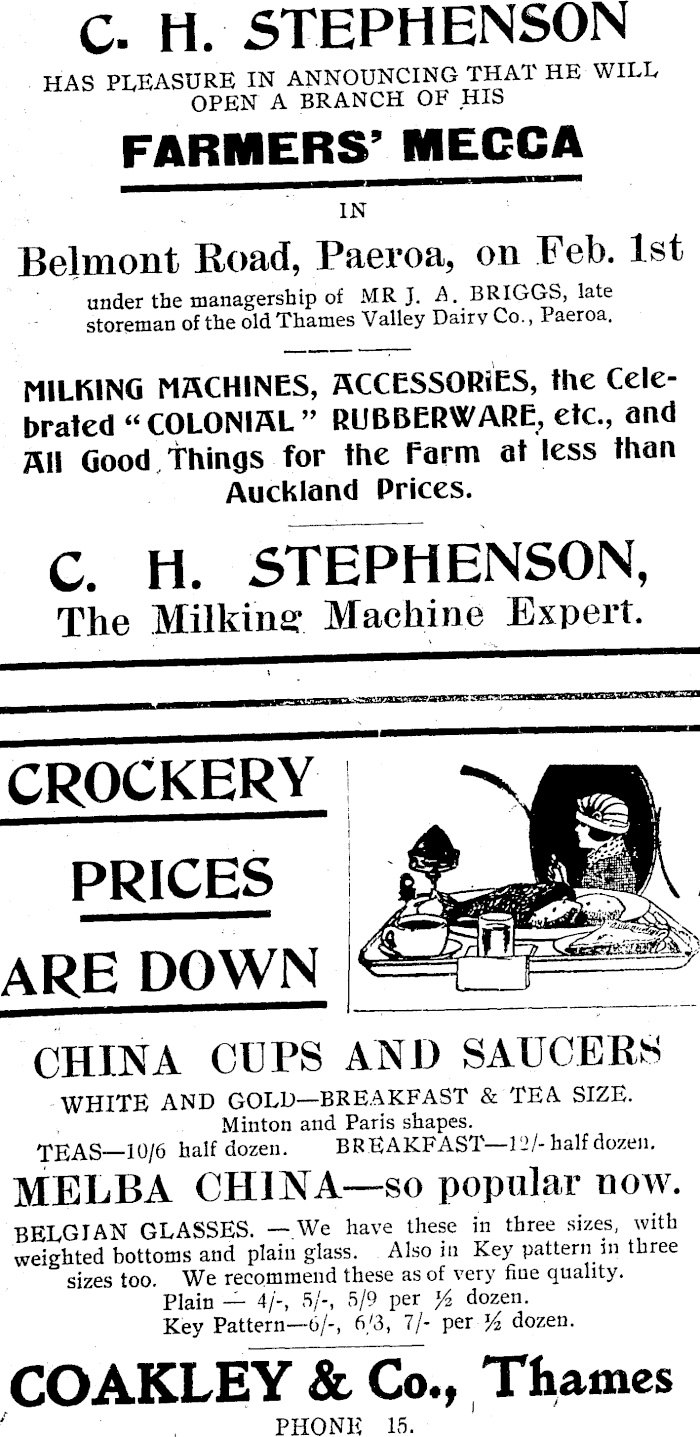 C. H. STEPHENSON
HAS PLEASURE IN ANNOUNCING THAT HE WILL
OPEN A BRANCH OF HIS
FARMERS' MECCA
IN
Belmont Road, Paeroa, on Feb. 1st
under the managership of MR J. A. BRIGGS, late
storeman of the old Thames Valley Dairy Co., Paeroa.
MILKING MACHINES, ACCESSORIES, the Cele-
brated "COLONIAL" RUBBERWARE, etc., and
All Good Things for the Farm at less than
Auckland Prices.
C. H. STEPHENSON,
The Milking Machine Expert.
CROCKERY
PRICES
ARE DOWN
CHINA CUPS AND SAUCERS
WHITE AND GOLD—BREAKFAST & TEA SIZE.
Minton and Paris shapes.
TEAS—10/6 half dozen. BREAKFAST—12/- half dozen.
MELBA CHINA—so popular now.
BELGIAN GLASSES. — We have these in three sizes, with
weighted bottoms and plain glass. Also in Key pattern in three
sizes too. We recommend these as of very fine quality.
Plain — 4/-, 5/-, 5/9 per ½ dozen.
Key Pattern—6/-, 6/3, 7/- per ½ dozen.
COAKLEY & Co., Thames
PHONE 15.